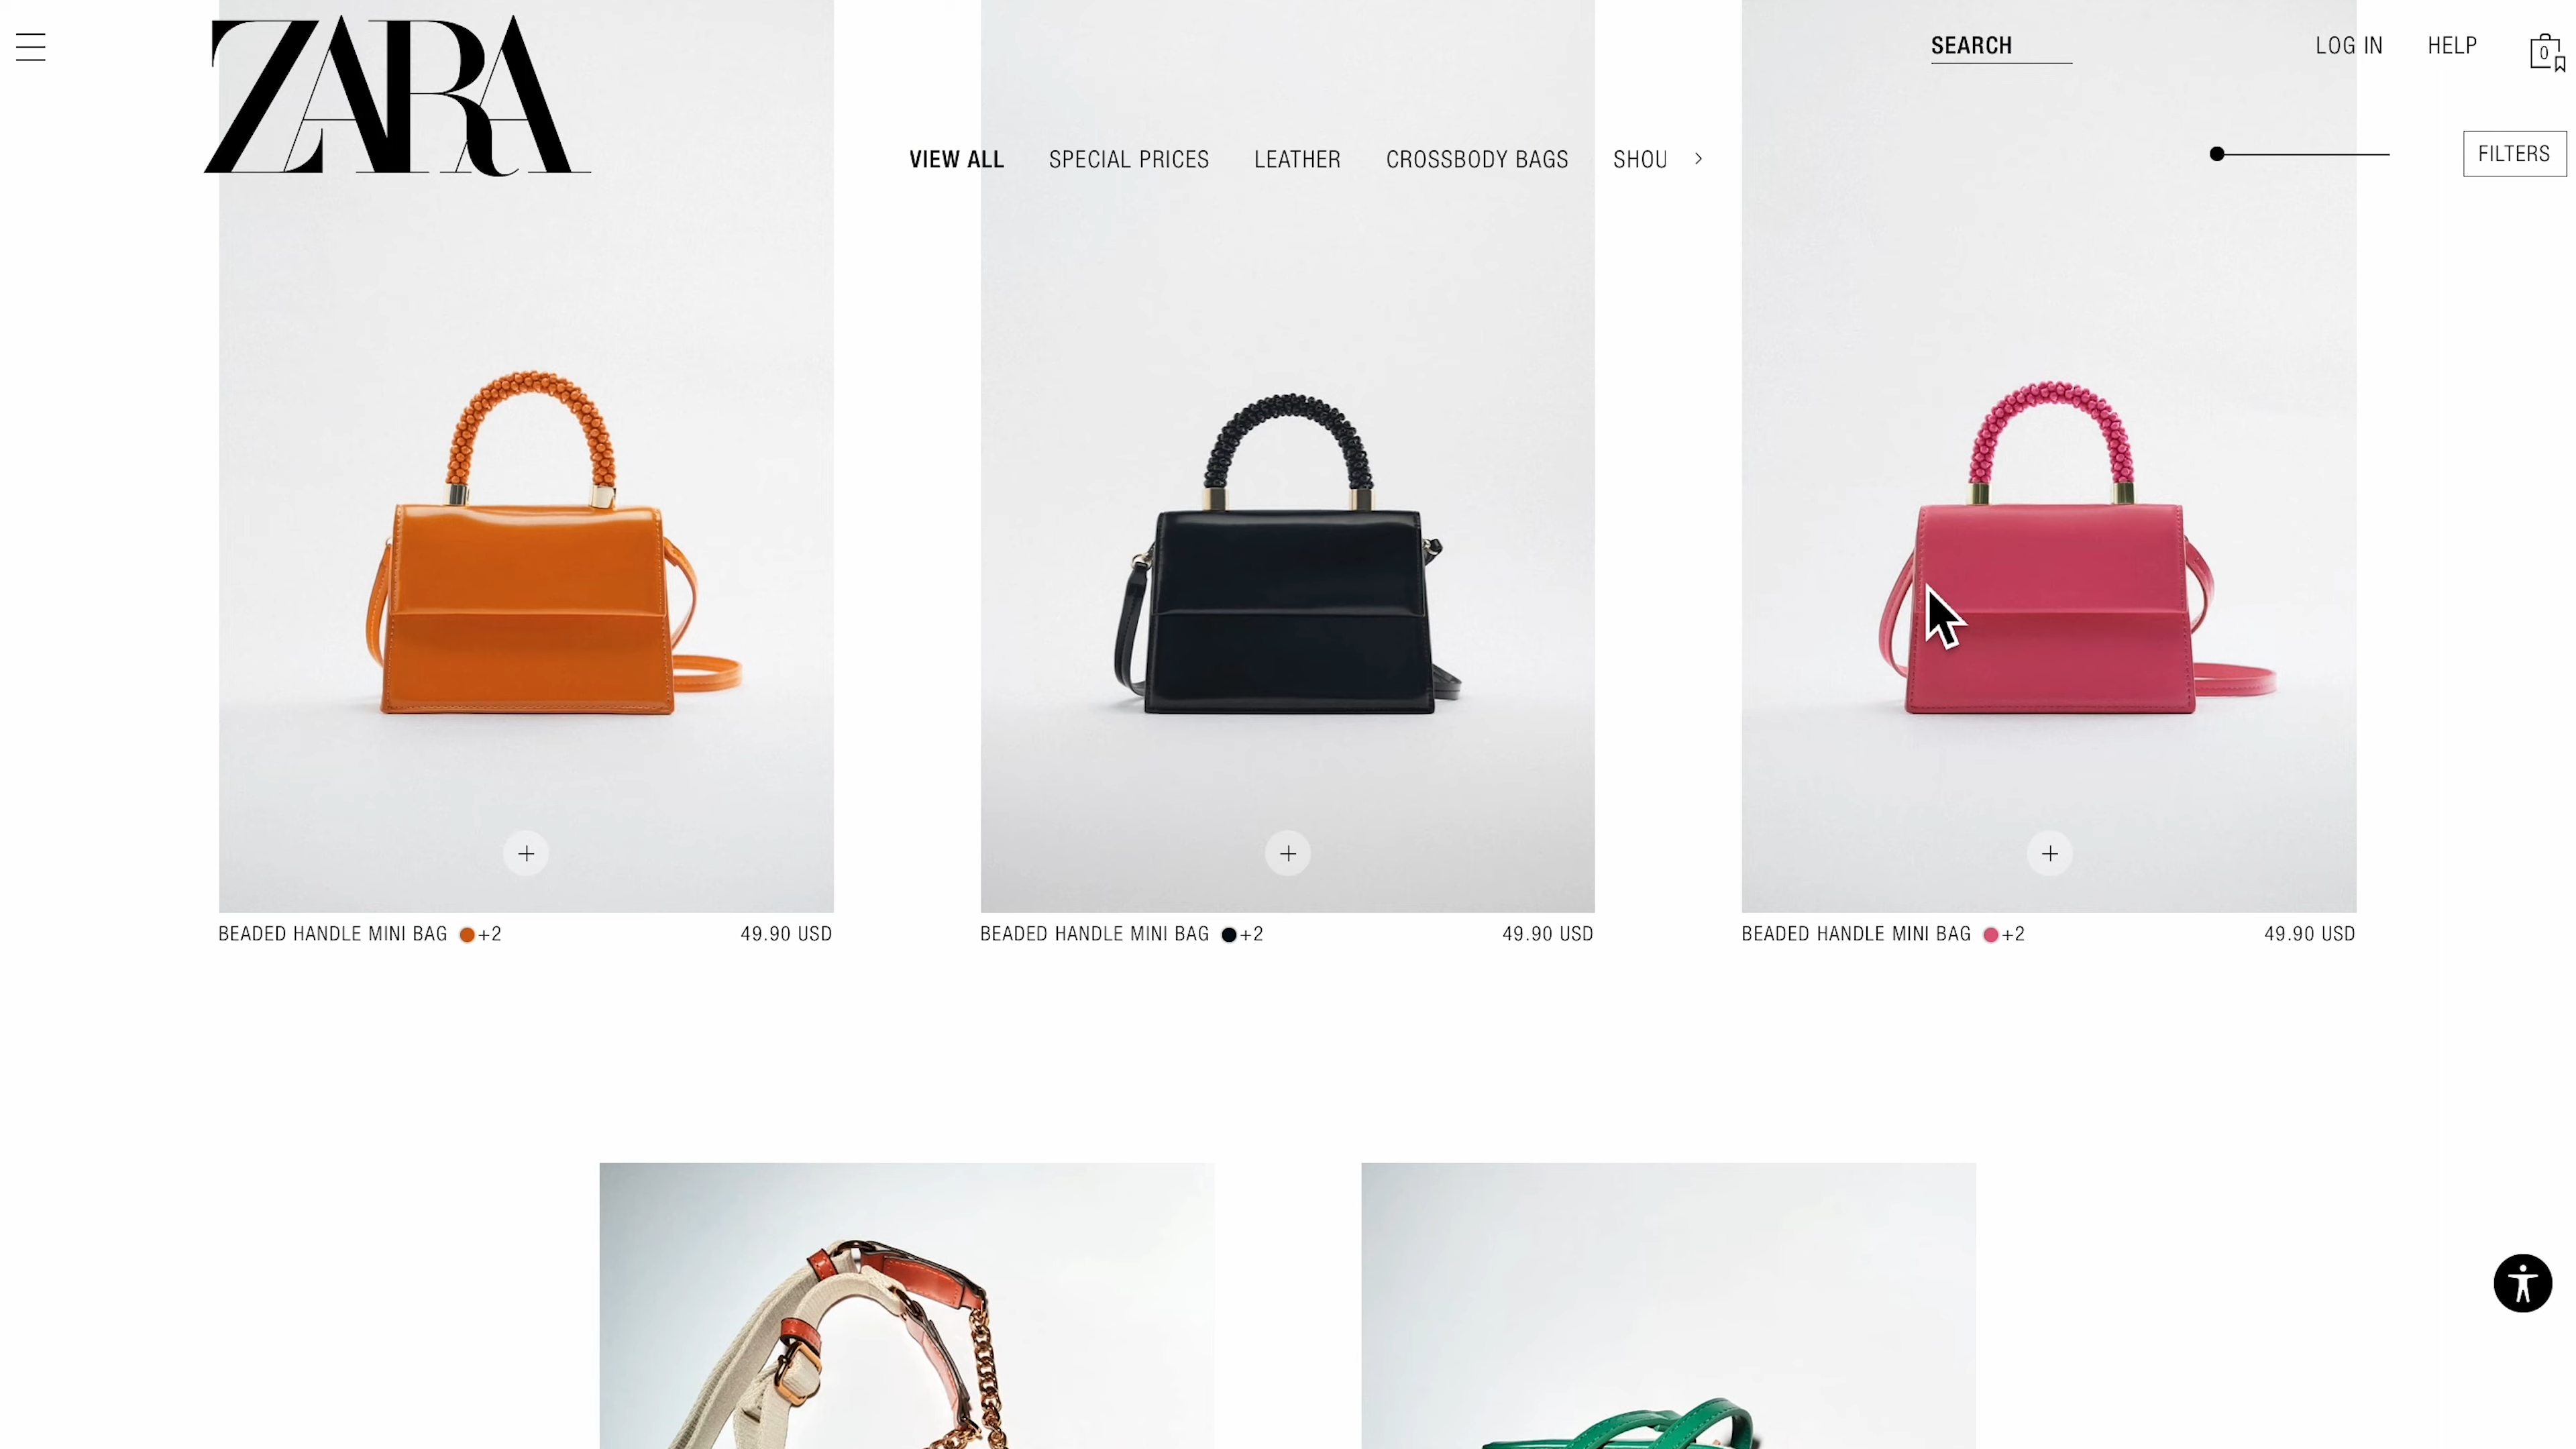 ZARA
SEARCH
LOG IN
HELP
0
VIEW ALL
SPECIAL PRICES
LEATHER
CROSSBODY BAGS
SHOU
FILTERS
BEADED HANDLE MINI BAG +2
49.90 USD
BEADED HANDLE MINI BAG +2
49.90 USD
BEADED HANDLE MINI BAG +2
49.90 USD